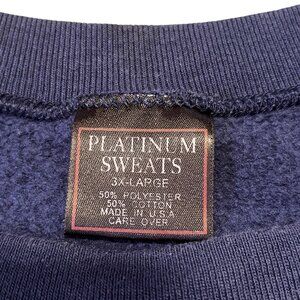 PLATINUM
SWEATS
3X-LARGE
50% POLYESTER
50% COTTON
MADE IN U.S.A
CARE OVER